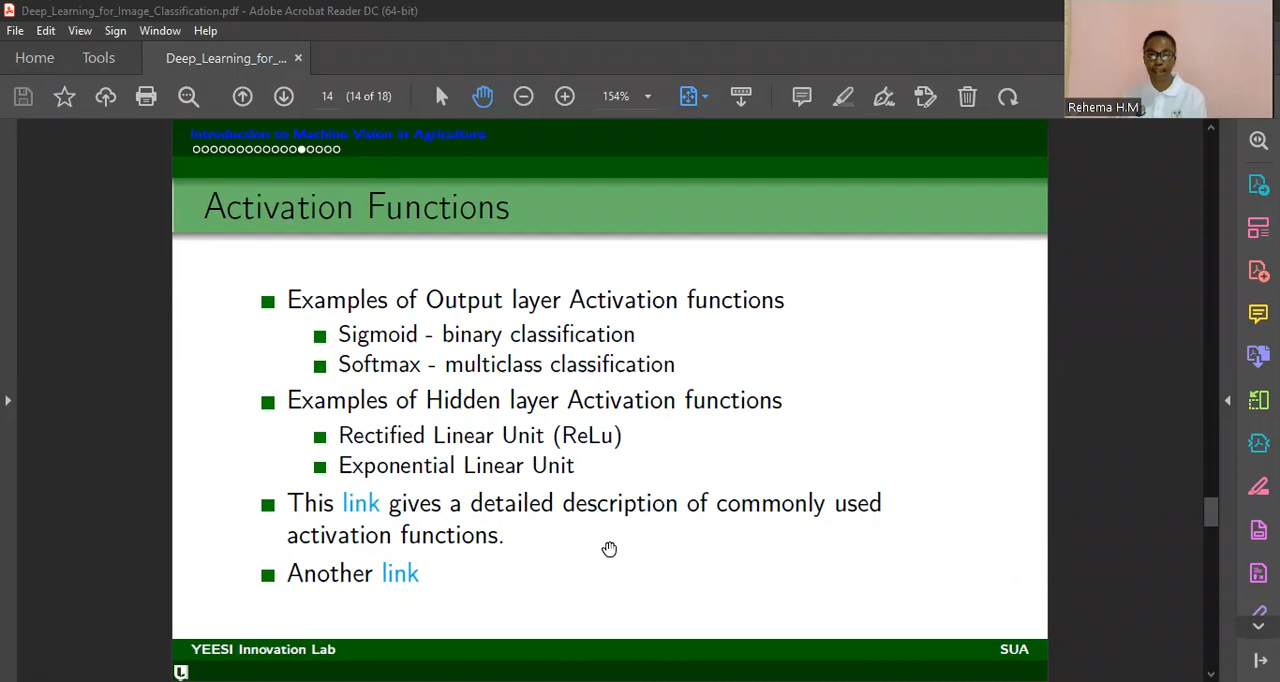 Deep_Learning_for_Image_Classification.pdf - Adobe Acrobat Reader DC (64-bit)
File Edit View Sign Window Help
Home Tools Deep_Learning_for_... ×
14 (14 of 18) 154%
Rehema H.M
Introduction to Machine Vision in Agriculture
Activation Functions
Examples of Output layer Activation functions
Sigmoid - binary classification
Softmax - multiclass classification
Examples of Hidden layer Activation functions
Rectified Linear Unit (ReLu)
Exponential Linear Unit
This link gives a detailed description of commonly used
activation functions.
Another link
YEESI Innovation Lab SUA